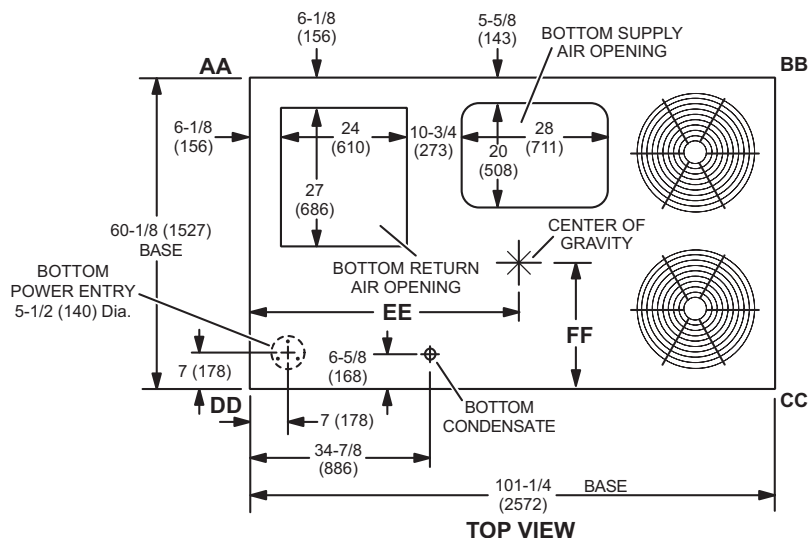 6-1/8
(156)
5-5/8
(143)
BOTTOM SUPPLY
AIR OPENING
AA
BB
6-1/8
(156)
24
(610)
10-3/4
(273)
28
(711)
20
(508)
27
(686)
60-1/8 (1527)
BASE
CENTER OF
GRAVITY
BOTTOM
POWER ENTRY
5-1/2 (140) Dia.
BOTTOM RETURN
AIR OPENING
EE
FF
7 (178)
6-5/8
(168)
DD
CC
7 (178)
BOTTOM
CONDENSATE
34-7/8
(886)
101-1/4
(2572)
BASE
TOP VIEW